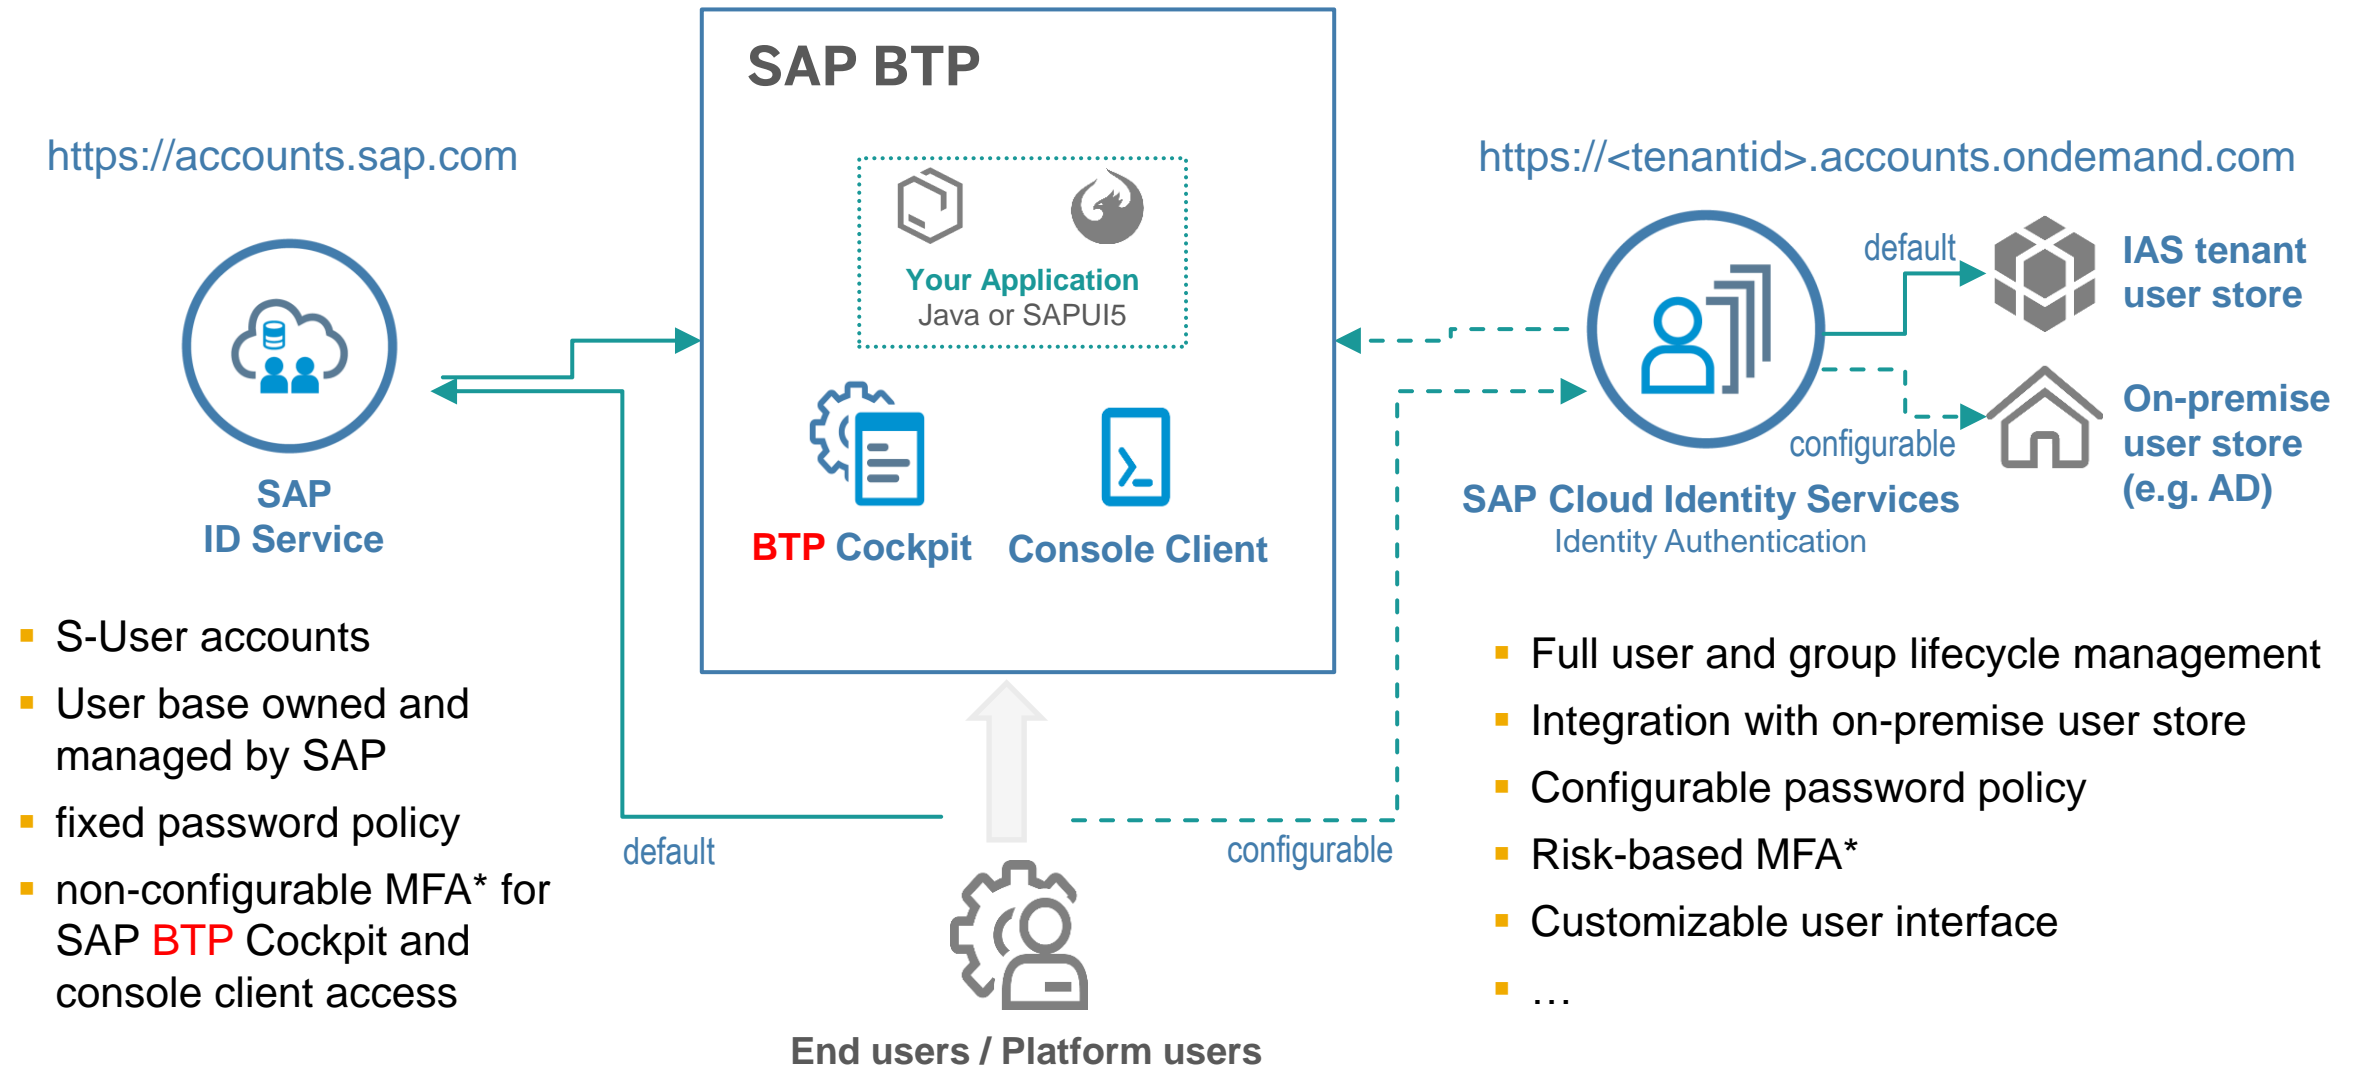 SAP BTP
https://accounts.sap.com
https://<tenantid>.accounts.ondemand.com
Your Application
Java or SAPUI5
BTP Cockpit
Console Client
SAP
ID Service
default
IAS tenant
user store
configurable
On-premise
user store
(e.g. AD)
SAP Cloud Identity Services
Identity Authentication
▪ S-User accounts
▪ User base owned and
managed by SAP
▪ fixed password policy
▪ non-configurable MFA* for
SAP BTP Cockpit and
console client access
default
configurable
End users / Platform users
▪ Full user and group lifecycle management
▪ Integration with on-premise user store
▪ Configurable password policy
▪ Risk-based MFA*
▪ Customizable user interface
▪ …